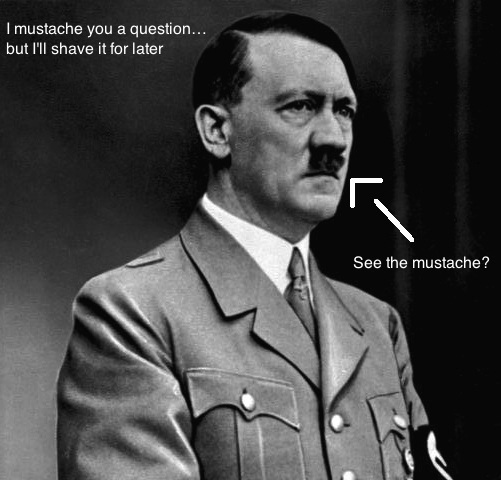 I mustache you a question…
but I'll shave it for later
See the mustache?